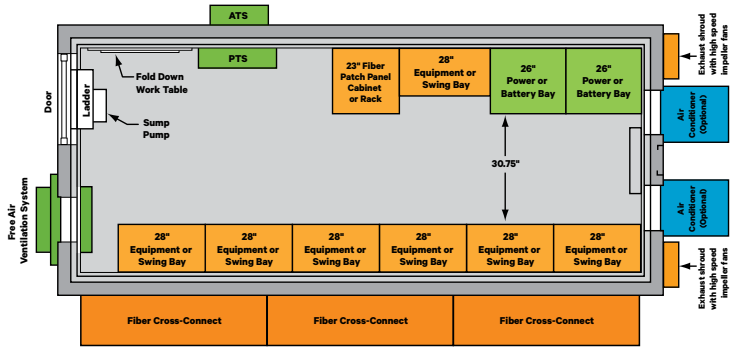 ATS
PTS
Fold Down
Work Table
Door
Ladder
Sump
Pump
23" Fiber
Patch Panel
Cabinet
or Rack
28"
Equipment or
Swing Bay
26"
Power or
Battery Bay
26"
Power or
Battery Bay
Exhaust shroud
with high speed
impeller fans
Air
Conditioner
(Optional)
30.75"
Free Air
Ventilation System
Air
Conditioner
(Optional)
28"
Equipment or
Swing Bay
28"
Equipment or
Swing Bay
28"
Equipment or
Swing Bay
28"
Equipment or
Swing Bay
28"
Equipment or
Swing Bay
28"
Equipment or
Swing Bay
Exhaust shroud
with high speed
impeller fans
Fiber Cross-Connect
Fiber Cross-Connect
Fiber Cross-Connect